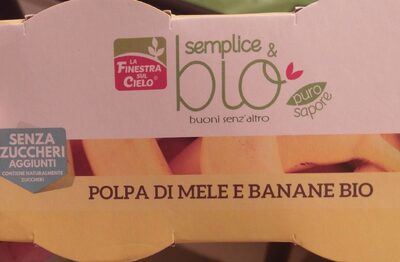 LA
FINESTRA
SUL
CIELO®
semplice &
bio
puro
sapore
buoni senz'altro
SENZA
ZUCCHERI
AGGIUNTI
CONTIENE NATURALMENTE
ZUCCHERI
POLPA DI MELE E BANANE BIO